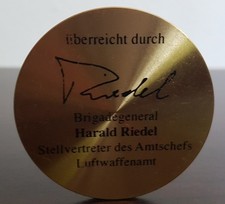 überreicht durch
Riedel
Brigadegeneral
Harald Riedel
Stellvertreter des Amtschefs
Luftwaffenamt